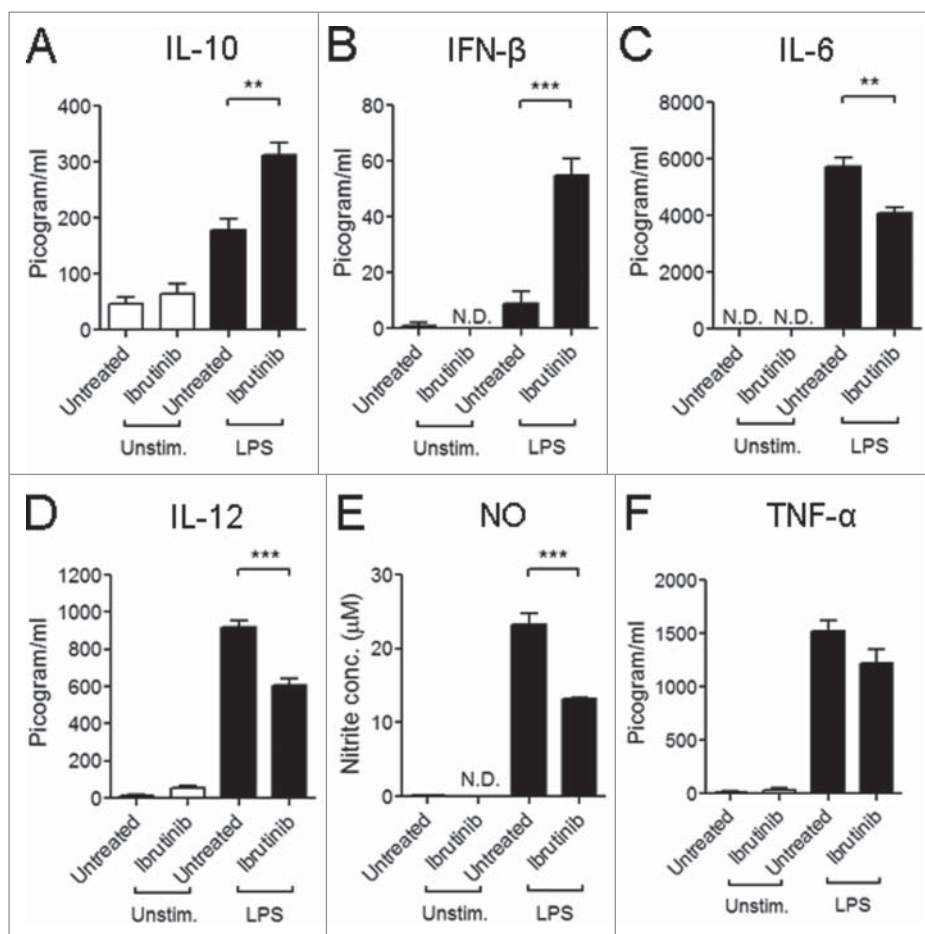 A IL-10
**
Picogram/ml
400
300
200
100
0
Untreated
Ibrutinib
Untreated
Ibrutinib
Unstim. LPS
B IFN-β
***
Picogram/ml
80
60
40
20
0
N.D.
Untreated
Ibrutinib
Untreated
Ibrutinib
Unstim. LPS
C IL-6
**
Picogram/ml
8000
6000
4000
2000
0
N.D. N.D.
Untreated
Ibrutinib
Untreated
Ibrutinib
Unstim. LPS
D IL-12
***
Picogram/ml
1200
1000
800
600
400
200
0
Untreated
Ibrutinib
Untreated
Ibrutinib
Unstim. LPS
E NO
***
Nitrite conc. (μM)
30
20
10
0
N.D.
Untreated
Ibrutinib
Untreated
Ibrutinib
Unstim. LPS
F TNF-α
Picogram/ml
2000
1500
1000
500
0
Untreated
Ibrutinib
Untreated
Ibrutinib
Unstim. LPS